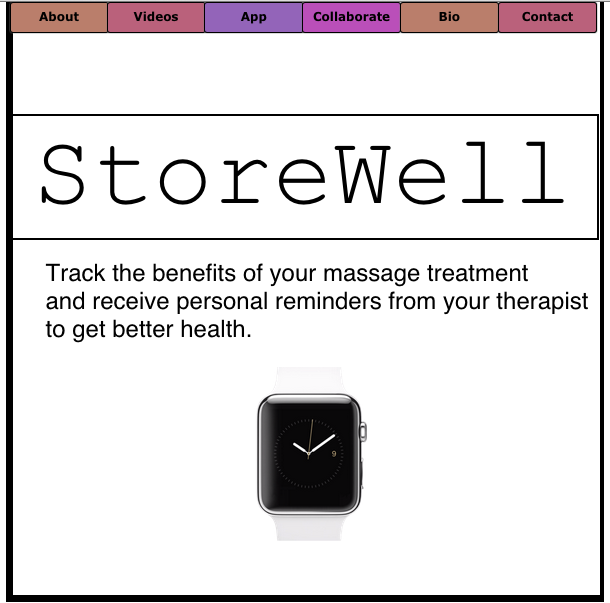 About Videos App Collaborate Bio Contact
StoreWell
Track the benefits of your massage treatment
and receive personal reminders from your therapist
to get better health.
9